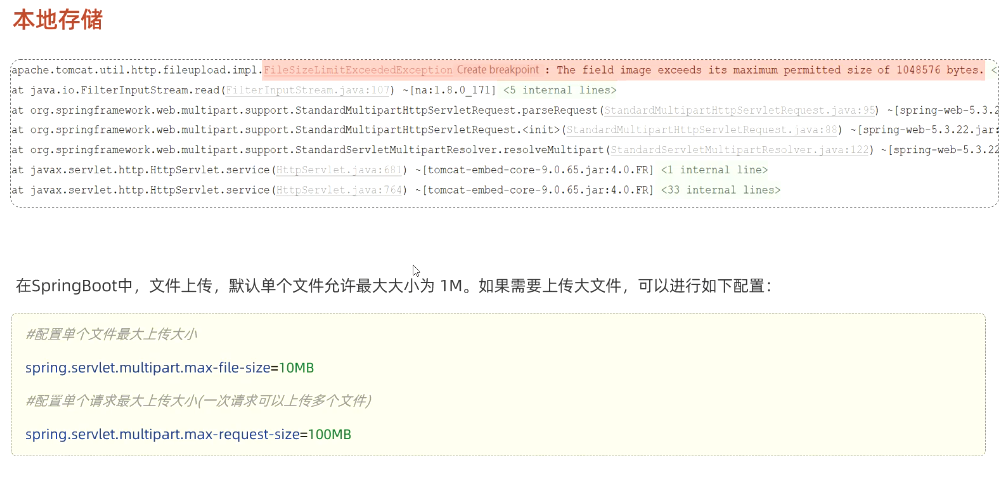 本地存储
apache.tomcat.util.http.fileupload.impl.FileSizeLimitExceededException Create breakpoint : The field image exceeds its maximum permitted size of 1048576 bytes. <
at java.io.FilterInputStream.read(FilterInputStream.java:107) ~[na:1.8.0_171] <5 internal lines>
at org.springframework.web.multipart.support.StandardMultipartHttpServletRequest.parseRequest(StandardMultipartHttpServletRequest.java:95) ~[spring-web-5.3.2
at org.springframework.web.multipart.support.StandardMultipartHttpServletRequest.<init>(StandardMultipartHttpServletRequest.java:88) ~[spring-web-5.3.22.jar:
at org.springframework.web.multipart.support.StandardServletMultipartResolver.resolveMultipart(StandardServletMultipartResolver.java:122) ~[spring-web-5.3.22
at javax.servlet.http.HttpServlet.service(HttpServlet.java:681) ~[tomcat-embed-core-9.0.65.jar:4.0.FR] <1 internal line>
at javax.servlet.http.HttpServlet.service(HttpServlet.java:764) ~[tomcat-embed-core-9.0.65.jar:4.0.FR] <33 internal lines>
在SpringBoot中，文件上传，默认单个文件允许最大大小为 1M。如果需要上传大文件，可以进行如下配置：
#配置单个文件最大上传大小
spring.servlet.multipart.max-file-size=10MB
#配置单个请求最大上传大小(一次请求可以上传多个文件)
spring.servlet.multipart.max-request-size=100MB